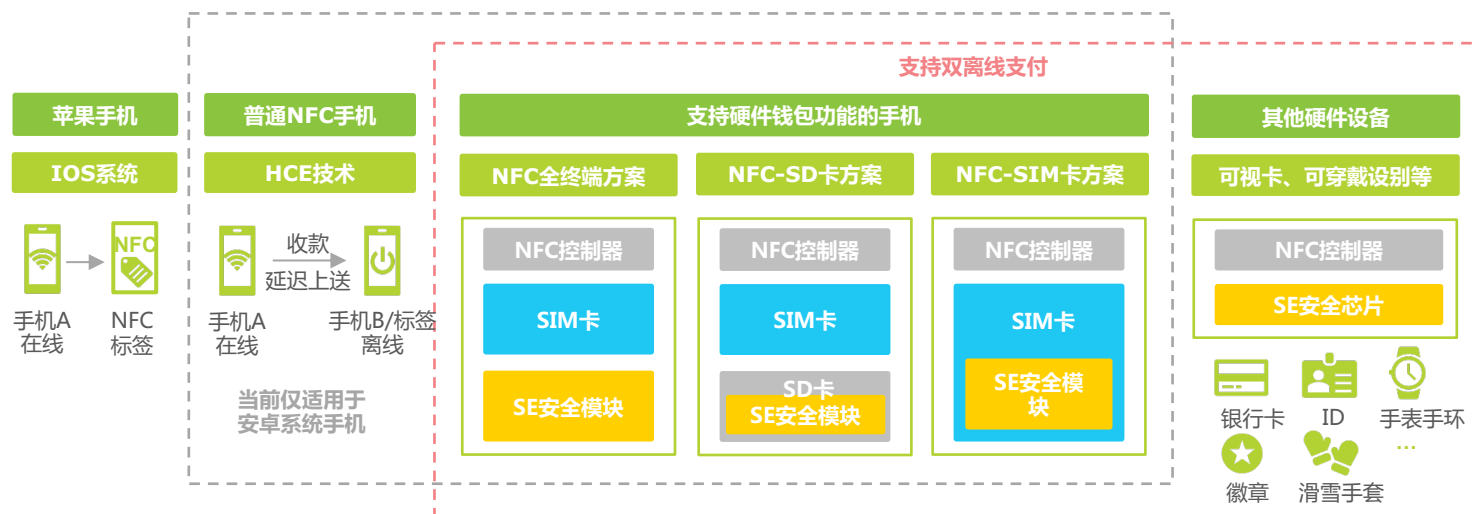 支持双离线支付
苹果手机
IOS系统
NFC
手机A
在线
NFC
标签
普通NFC手机
HCE技术
收款
延迟上送
手机A
在线
手机B/标签
离线
当前仅适用于
安卓系统手机
支持硬件钱包功能的手机
NFC全终端方案
NFC控制器
SIM卡
SE安全模块
NFC-SD卡方案
NFC控制器
SIM卡
SD卡
SE安全模块
NFC-SIM卡方案
NFC控制器
SIM卡
SE安全模
块
其他硬件设备
可视卡、可穿戴设别等
NFC控制器
SE安全芯片
银行卡
ID
手表手环
徽章
滑雪手套
…